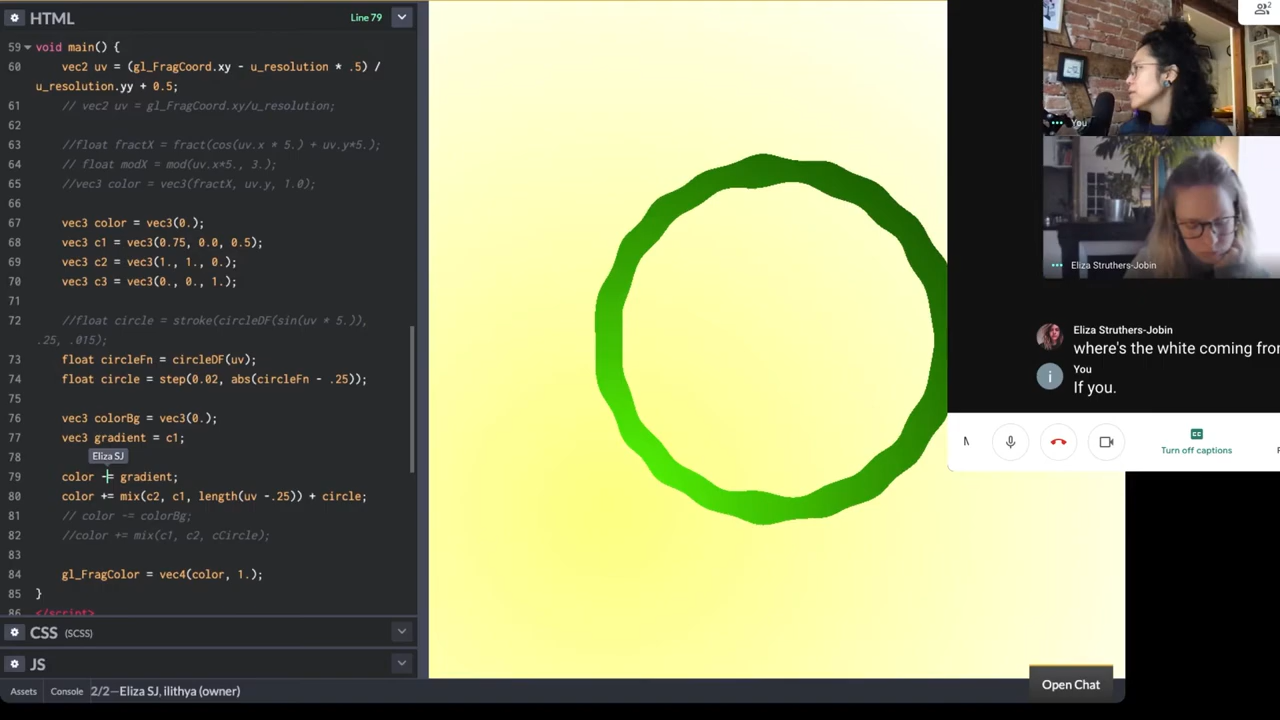 HTML
Line 79
59 void main() {
60 vec2 uv = (gl_FragCoord.xy - u_resolution * .5) /
u_resolution.yy + 0.5;
61 // vec2 uv = gl_FragCoord.xy/u_resolution;
62
63 //float fractX = fract(cos(uv.x * 5.) + uv.y*5.);
64 // float modX = mod(uv.x*5., 3.);
65 //vec3 color = vec3(fractX, uv.y, 1.0);
66
67 vec3 color = vec3(0.);
68 vec3 c1 = vec3(0.75, 0.0, 0.5);
69 vec3 c2 = vec3(1., 1., 0.);
70 vec3 c3 = vec3(0., 0., 1.);
71
72 //float circle = stroke(circleDF(sin(uv * 5.)),
.25, .015);
73 float circleFn = circleDF(uv);
74 float circle = step(0.02, abs(circleFn - .25));
75
76 vec3 colorBg = vec3(0.);
77 vec3 gradient = c1;
78
Eliza SJ
79 color -= gradient;
80 color += mix(c2, c1, length(uv -.25)) + circle;
81 // color -= colorBg;
82 //color += mix(c1, c2, cCircle);
83
84 gl_FragColor = vec4(color, 1.);
85 }
86 </script>
CSS (SCSS)
JS
Assets Console 2/2—Eliza SJ, ilithya (owner)
Open Chat
2
You
Eliza Struthers-Jobin
Eliza Struthers-Jobin
where's the white coming from
You
i
If you.
Turn off captions